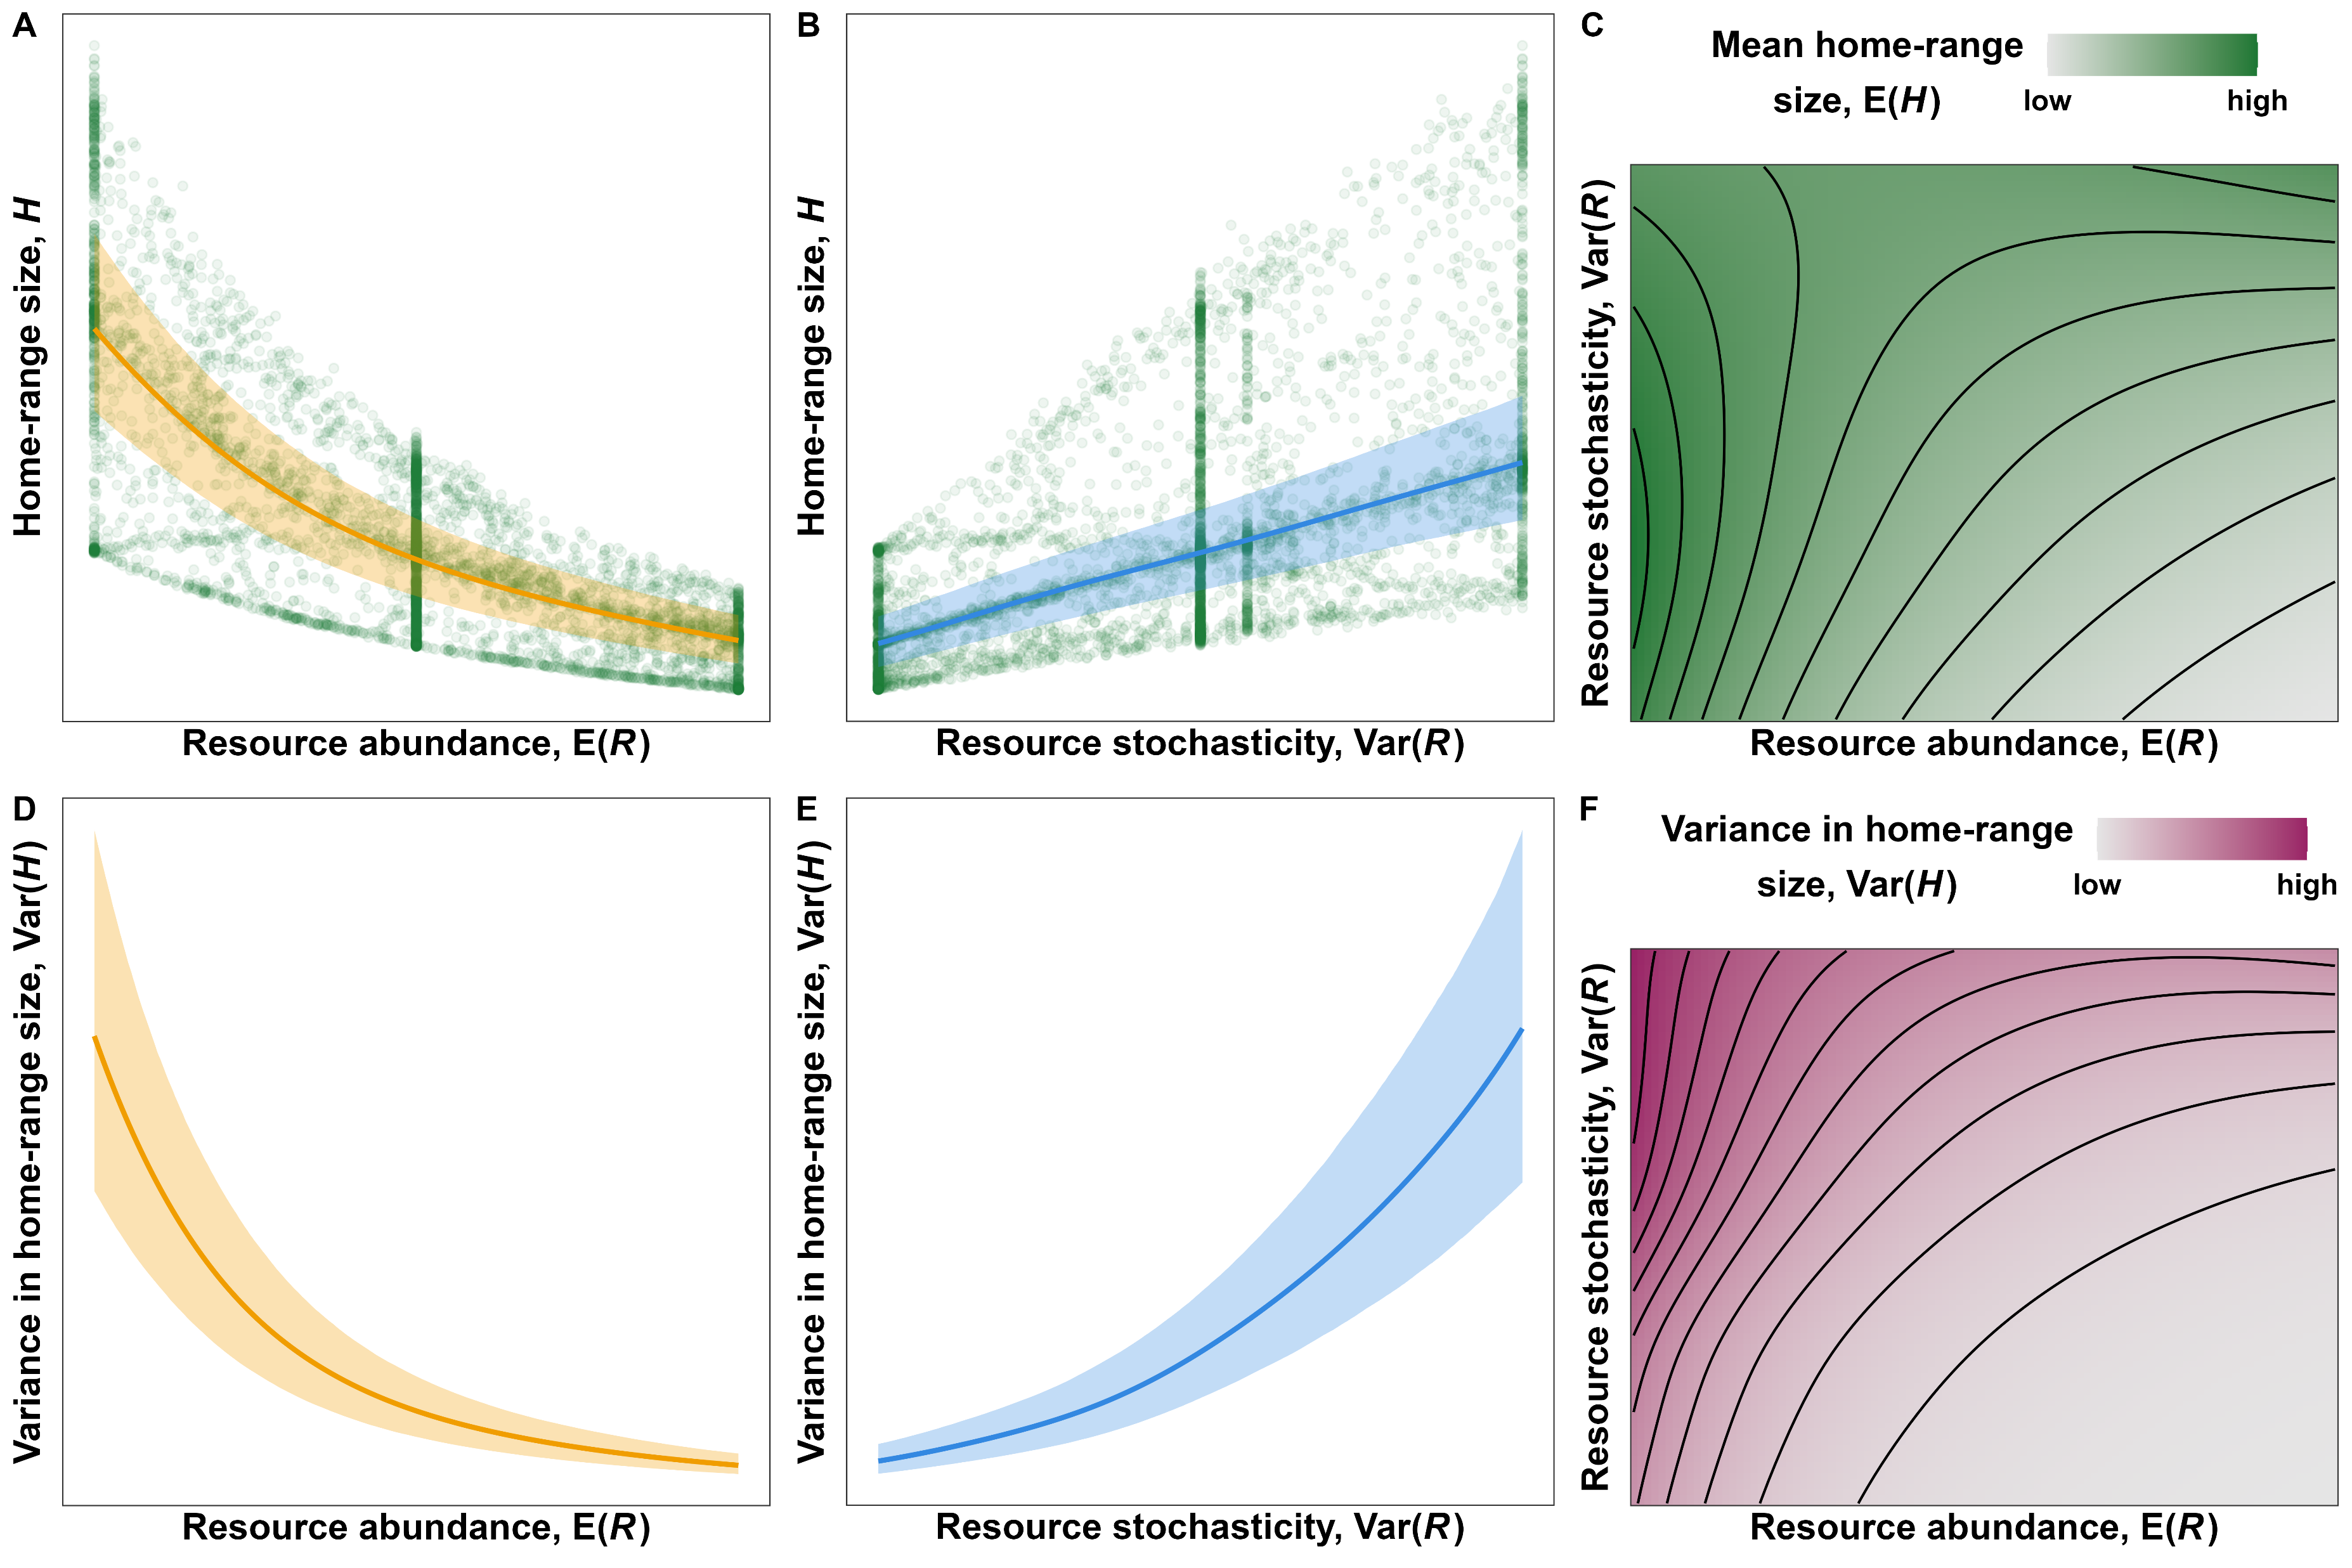 A
Home-range size, H
Resource abundance, E(R)
B
Home-range size, H
Resource stochasticity, Var(R)
C
Mean home-range
size, E(H)
low
high
Resource stochasticity, Var(R)
Resource abundance, E(R)
D
Variance in home-range size, Var(H)
Resource abundance, E(R)
E
Variance in home-range size, Var(H)
Resource stochasticity, Var(R)
F
Variance in home-range
size, Var(H)
low
high
Resource stochasticity, Var(R)
Resource abundance, E(R)